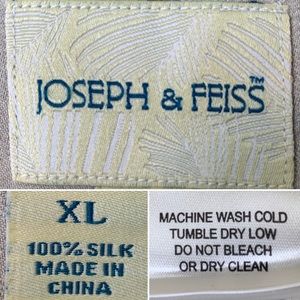 JOSEPH & FEISS™
XL
100% SILK
MADE IN
CHINA
MACHINE WASH COLD
TUMBLE DRY LOW
DO NOT BLEACH
OR DRY CLEAN